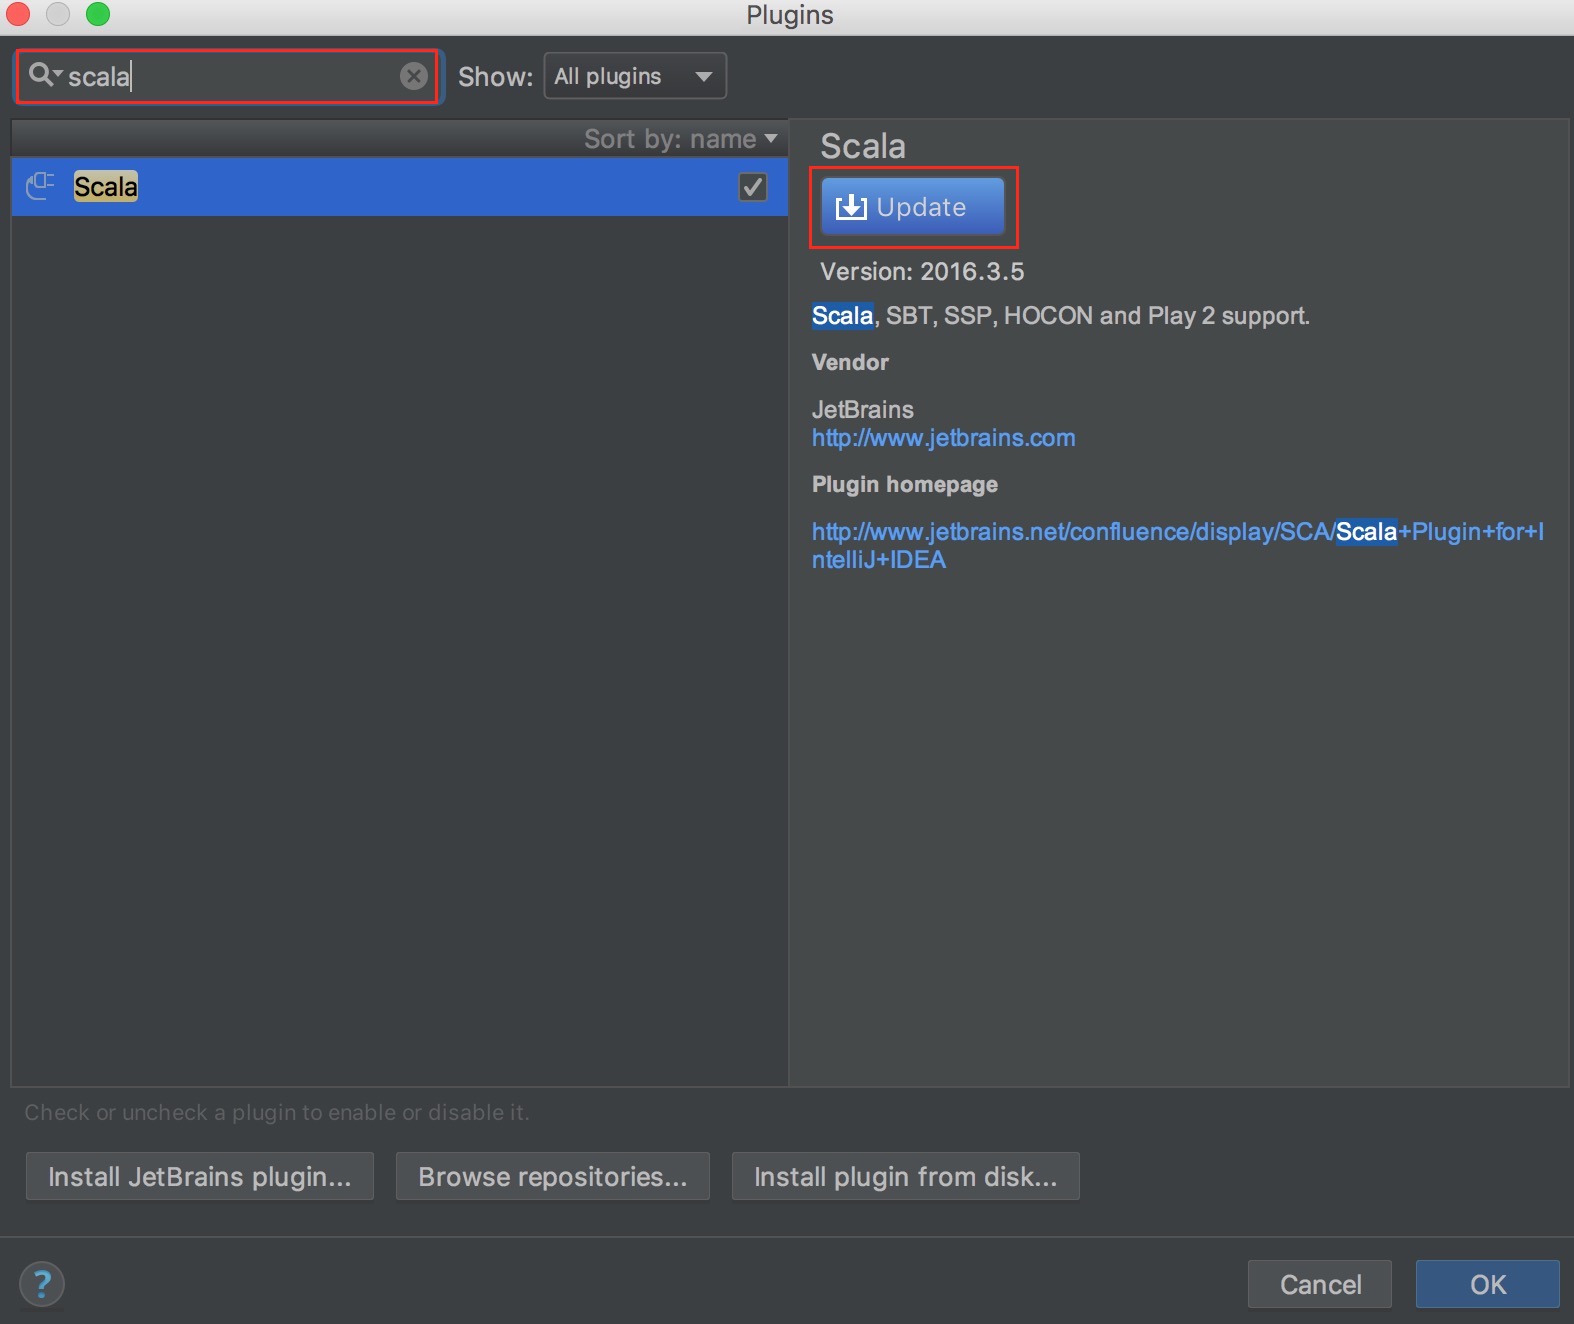 Plugins
scala
Show: All plugins
Sort by: name
Scala
Scala
Update
Version: 2016.3.5
Scala, SBT, SSP, HOCON and Play 2 support.
Vendor
JetBrains
http://www.jetbrains.com
Plugin homepage
http://www.jetbrains.net/confluence/display/SCA/Scala+Plugin+for+I
ntelliJ+IDEA
Check or uncheck a plugin to enable or disable it.
Install JetBrains plugin... Browse repositories... Install plugin from disk...
? Cancel OK